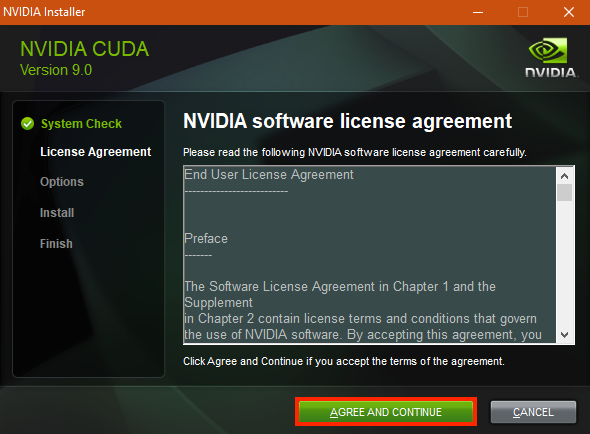 NVIDIA Installer
NVIDIA CUDA
Version 9.0
NVIDIA.
System Check
License Agreement
Options
Install
Finish
NVIDIA software license agreement
Please read the following NVIDIA software license agreement carefully.
End User License Agreement
--------------------------
Preface
-------
The Software License Agreement in Chapter 1 and the
Supplement
in Chapter 2 contain license terms and conditions that govern
the use of NVIDIA software. By accepting this agreement, you
Click Agree and Continue if you accept the terms of the agreement.
AGREE AND CONTINUE
CANCEL